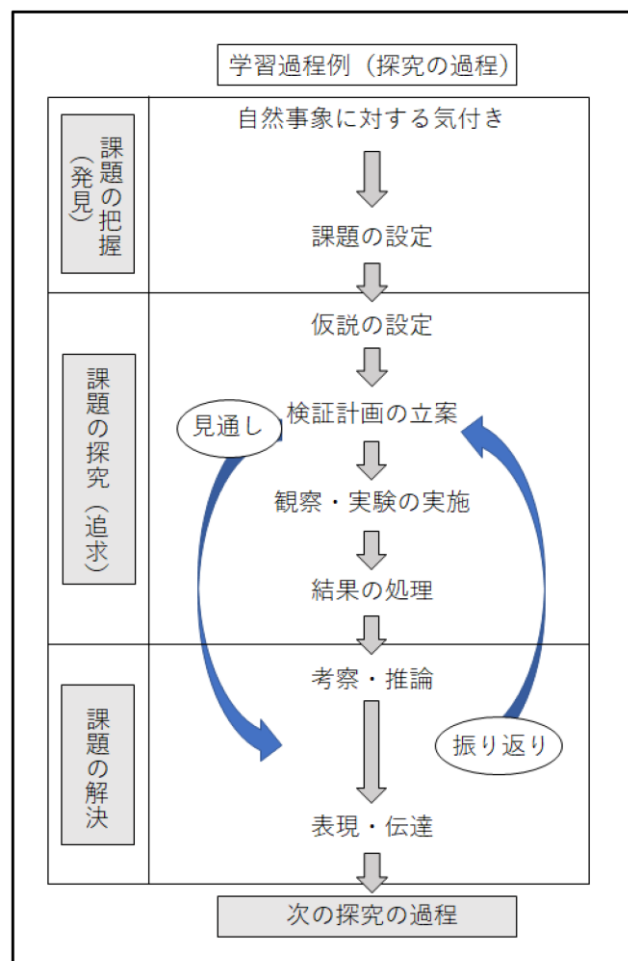 学習過程例（探究の過程）
課題の把握
（発見）
自然事象に対する気付き
課題の設定
課題の探究（追求）
仮説の設定
検証計画の立案
見通し
観察・実験の実施
結果の処理
課題の解決
考察・推論
振り返り
表現・伝達
次の探究の過程